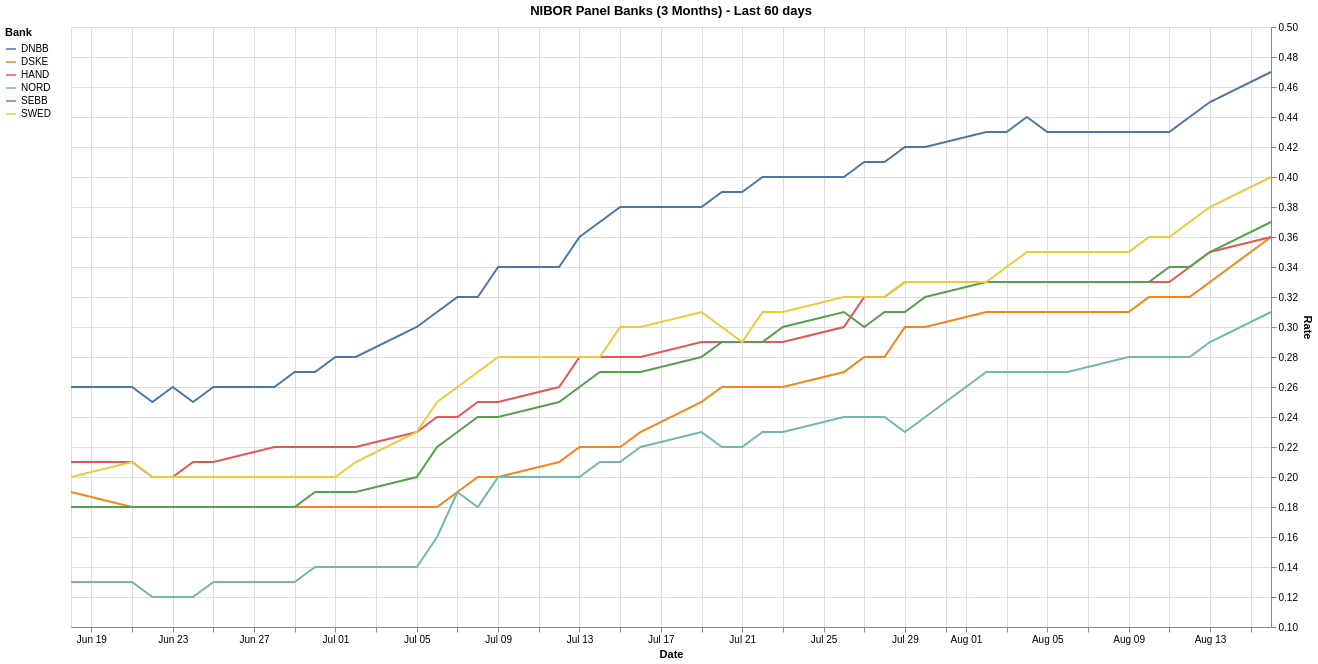 NIBOR Panel Banks (3 Months) - Last 60 days
Bank
DNBB
DSKE
HAND
NORD
SEBB
SWED
0.50
0.48
0.46
0.44
0.42
0.40
0.38
0.36
0.34
0.32
0.30
0.28
0.26
0.24
0.22
0.20
0.18
0.16
0.14
0.12
0.10
Rate
Jun 19 Jun 23 Jun 27 Jul 01 Jul 05 Jul 09 Jul 13 Jul 17 Jul 21 Jul 25 Jul 29 Aug 01 Aug 05 Aug 09 Aug 13
Date